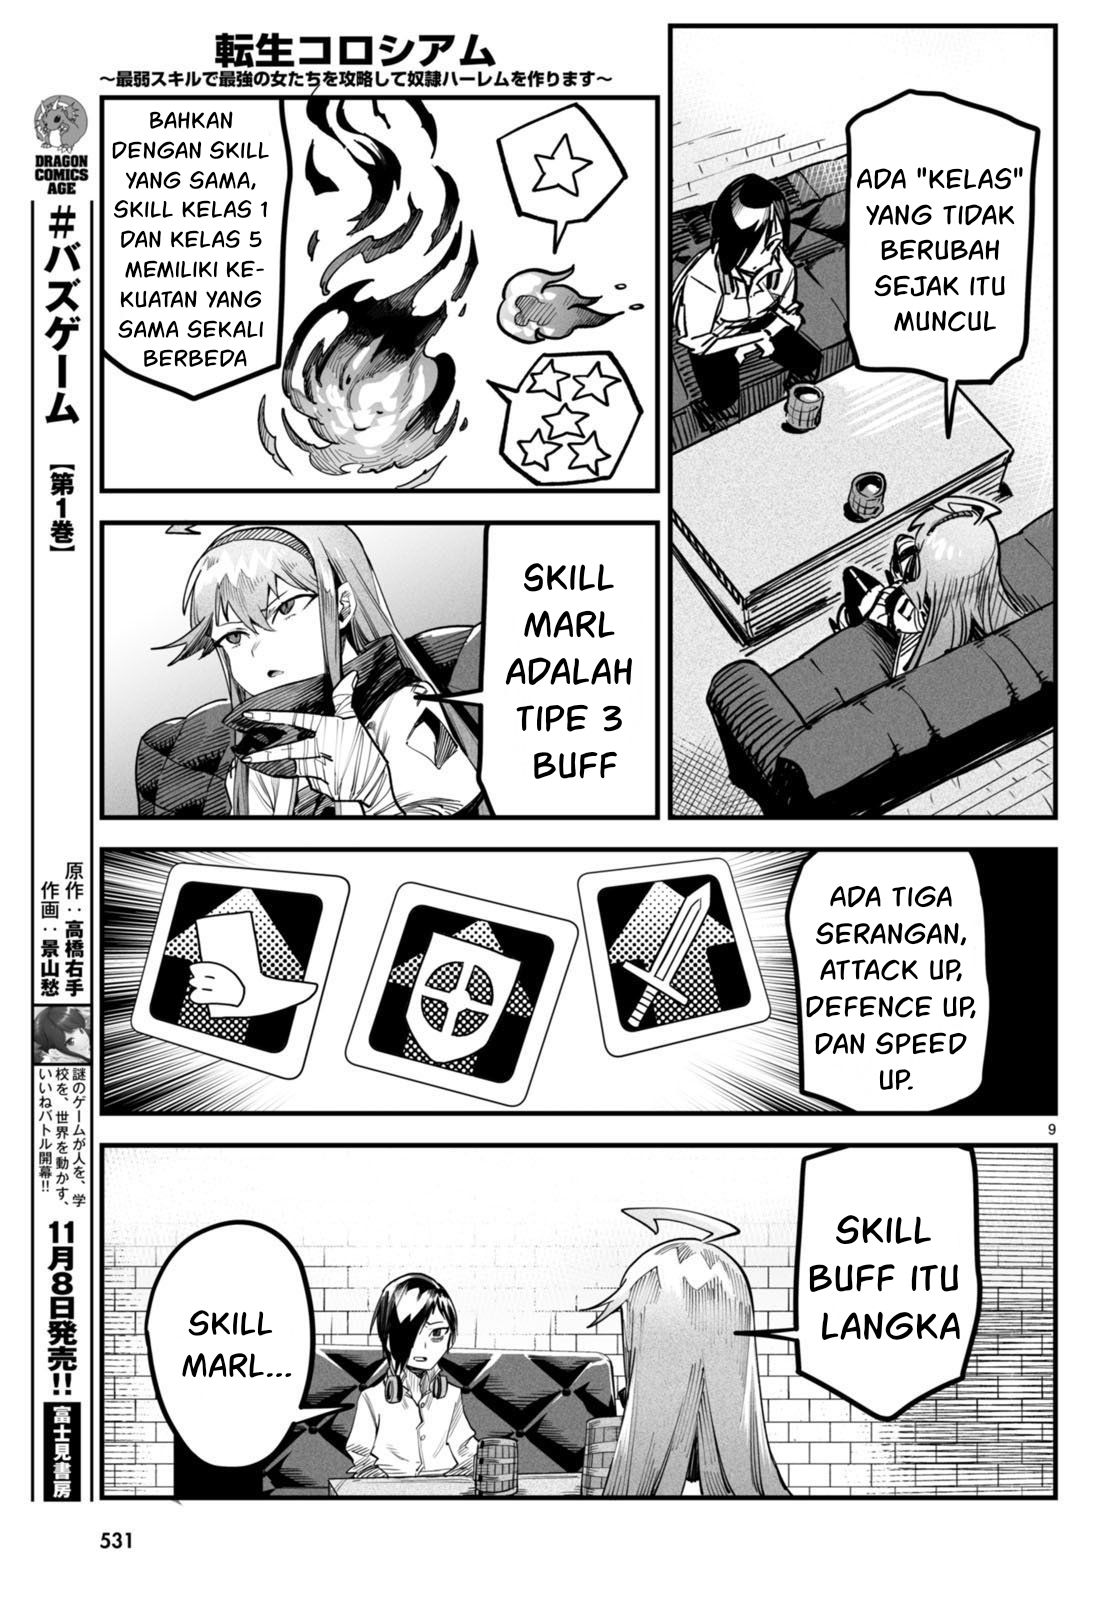 転生コロシアム
～最弱スキルで最強の女たちを攻略して奴隷ハーレムを作ります～
ADA "KELAS"
YANG TIDAK
BERUBAH
SEJAK ITU
MUNCUL
BAHKAN
DENGAN SKILL
YANG SAMA,
SKILL KELAS 1
DAN KELAS 5
MEMILIKI KE-
KUATAN YANG
SAMA SEKALI
BERBEDA
SKILL
MARL
ADALAH
TIPE 3
BUFF
ADA TIGA
SERANGAN,
ATTACK UP,
DEFENCE UP,
DAN SPEED
UP.
9
SKILL
BUFF ITU
LANGKA
SKILL
MARL...
DRAGON
COMICS
AGE
#バズゲーム
【第1巻】
原作：高橋右手
作画：景山愁
謎のゲームが人を、学
校を、世界を動かす、
いいねバトル開幕!!
11月8日発売!!
富士見書房
531